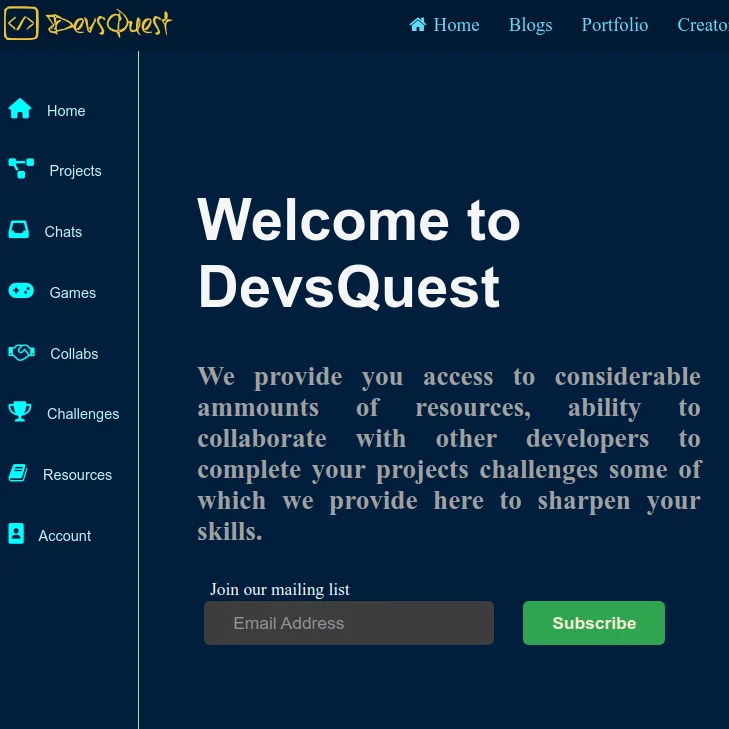 </> DevsQuest
Home Blogs Portfolio Creato
Home
Projects
Chats
Games
Collabs
Challenges
Resources
Account
Welcome to
DevsQuest
We provide you access to considerable
ammounts of resources, ability to
collaborate with other developers to
complete your projects challenges some of
which we provide here to sharpen your
skills.
Join our mailing list
Email Address
Subscribe